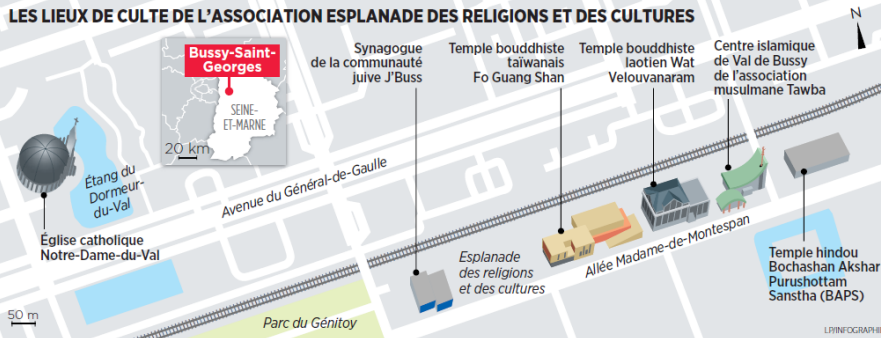 LES LIEUX DE CULTE DE L'ASSOCIATION ESPLANADE DES RELIGIONS ET DES CULTURES
N
Bussy-Saint-
Georges
SEINE-
ET-MARNE
20 km
Synagogue
de la communauté
juive J'Buss
Temple bouddhiste
taïwanais
Fo Guang Shan
Temple bouddhiste
laotien Wat
Velouvanaram
Centre islamique
de Val de Bussy
de l'association
musulmane Tawba
Étang du
Dormeur-
du-Val
Avenue du Général-de-Gaulle
Église catholique
Notre-Dame-du-Val
Esplanade
des religions
et des cultures
Allée Madame-de-Montespan
Temple hindou
Bochashan Akshar
Purushottam
Sanstha (BAPS)
Parc du Génitoy
50 m
LP/INFOGRAPHI